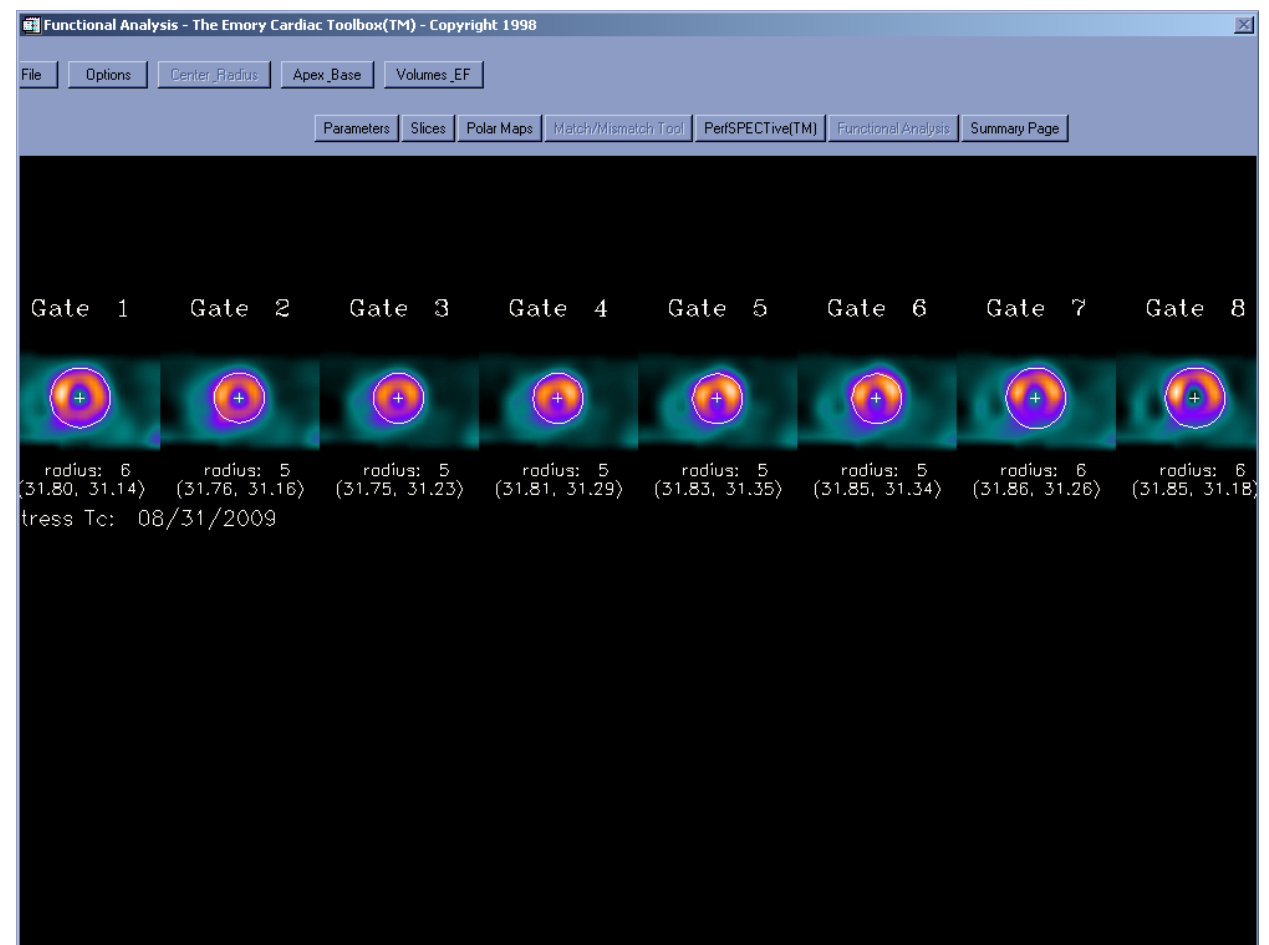 Functional Analysis - The Emory Cardiac Toolbox(TM) - Copyright 1998
File Options Center_Radius Apex_Base Volumes_EF
Parameters Slices Polar Maps Match/Mismatch Tool PerfSPECTive(TM) Functional Analysis Summary Page
Gate 1 Gate 2 Gate 3 Gate 4 Gate 5 Gate 6 Gate 7 Gate 8
radius: 6 radius: 5 radius: 5 radius: 5 radius: 5 radius: 5 radius: 6 radius: 6
(31.80, 31.14) (31.76, 31.16) (31.75, 31.23) (31.81, 31.29) (31.83, 31.35) (31.85, 31.34) (31.86, 31.26) (31.85, 31.18)
tress Tc: 08/31/2009